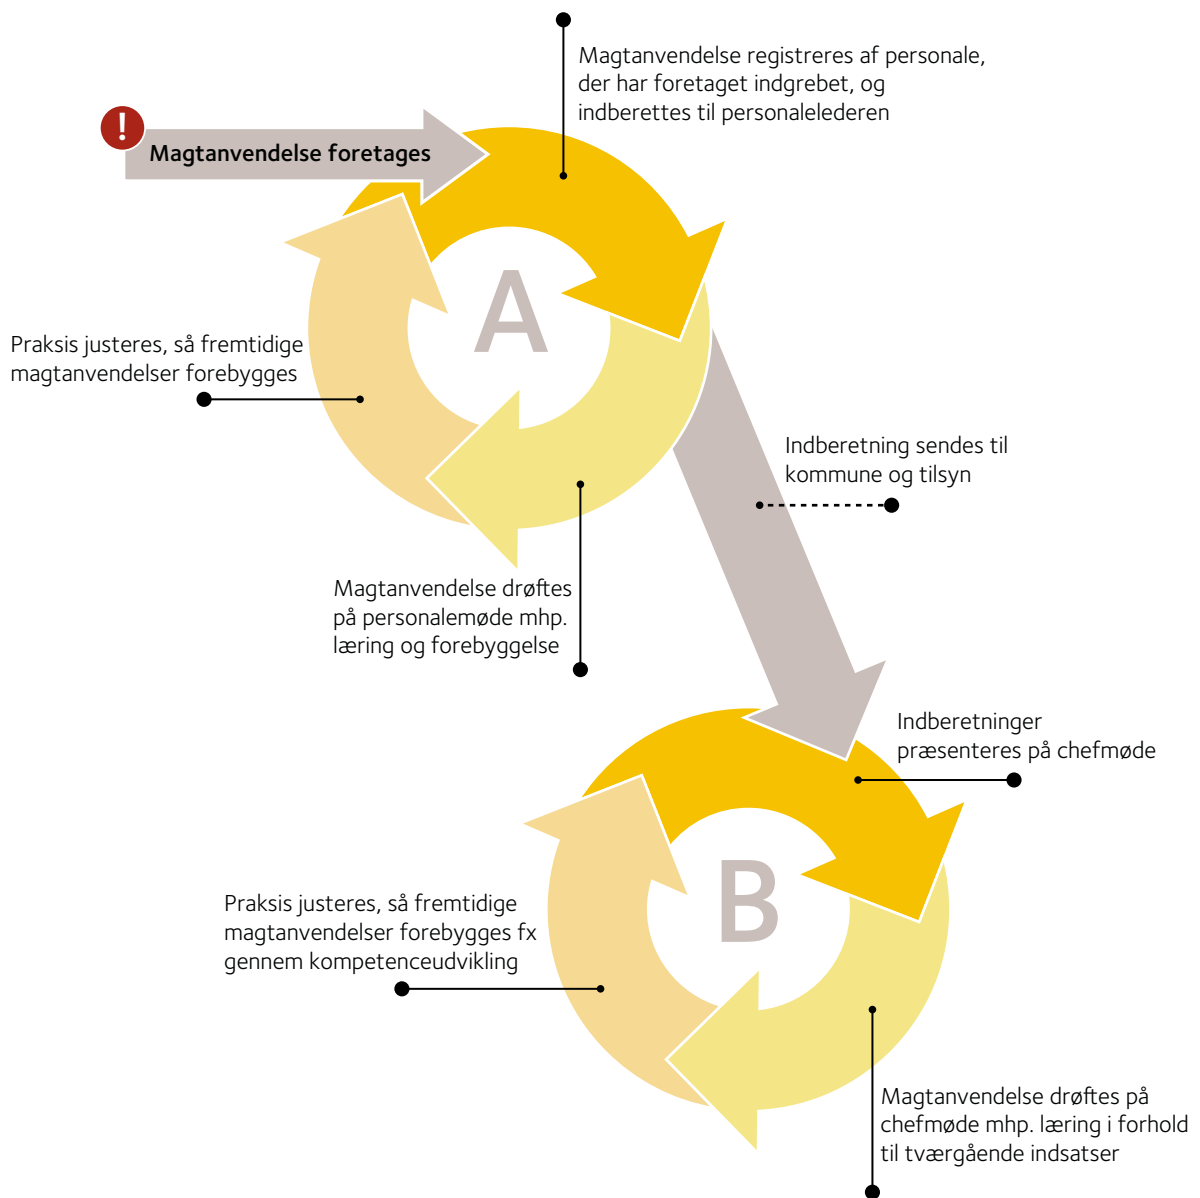 Magtanvendelse registreres af personale,
der har foretaget indgrebet, og
indberettes til personalelederen
!
Magtanvendelse foretages
A
Praksis justeres, så fremtidige
magtanvendelser forebygges
Indberetning sendes til
kommune og tilsyn
Magtanvendelse drøftes
på personalemøde mhp.
læring og forebyggelse
Indberetninger
præsenteres på chefmøde
B
Praksis justeres, så fremtidige
magtanvendelser forebygges fx
gennem kompetenceudvikling
Magtanvendelse drøftes på
chefmøde mhp. læring i forhold
til tværgående indsatser